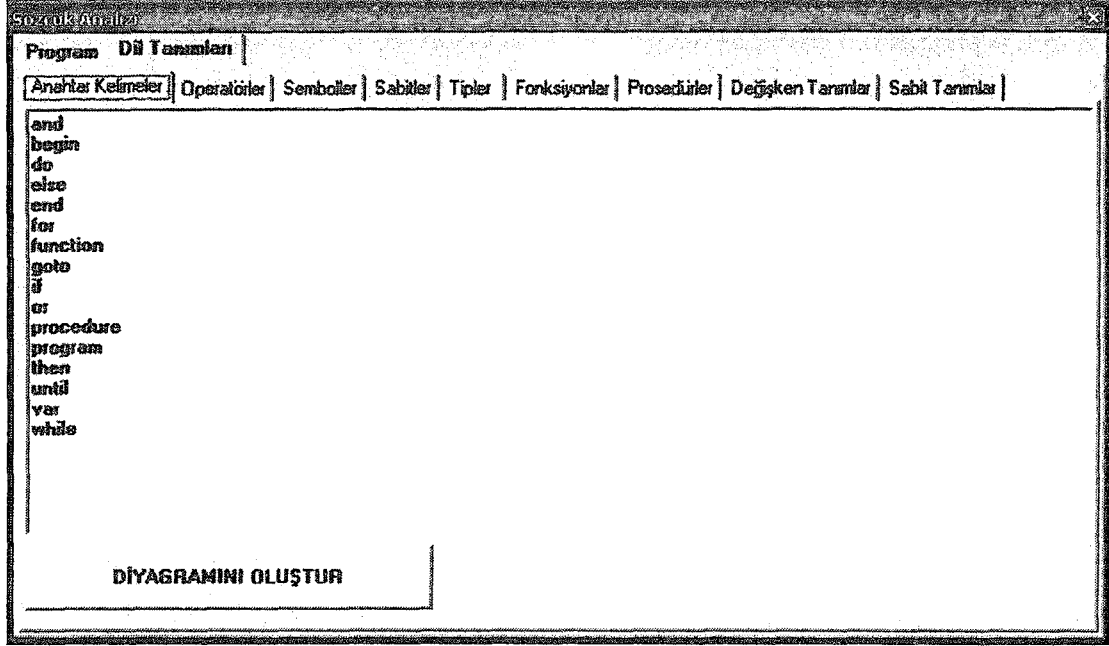 Sözcük Analizi
Program Dil Tanımları
Anahtar Kelimeler Operatörler Semboller Sabitler Tipler Fonksiyonlar Prosedürler Değişken Tanımlar Sabit Tanımlar
and
begin
do
else
end
for
function
goto
if
or
procedure
program
then
until
var
while
DİYAGRAMINI OLUŞTUR